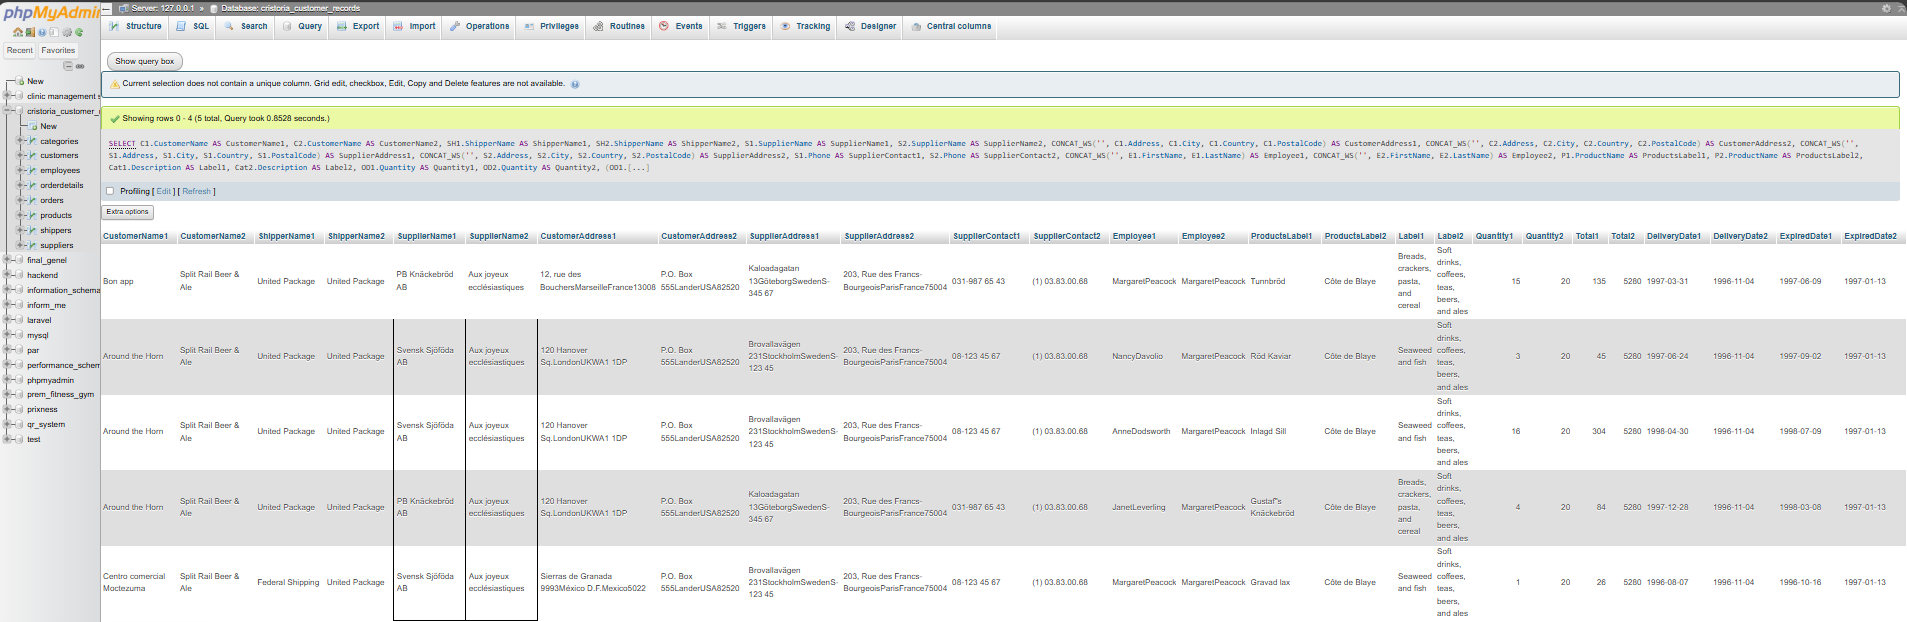 phpMyAdmin
Server: 127.0.0.1 » Database: cristoria_customer_records
Structure SQL Search Query Export Import Operations Privileges Routines Events Triggers Tracking Designer Central columns
Recent Favorites
New
clinic management s
cristoria_customer_r
New
categories
customers
employees
orderdetails
orders
products
shippers
suppliers
final_genel
hackend
information_schema
inform_me
laravel
mysql
par
performance_schem
phpmyadmin
prem_fitness_gym
prixness
qr_system
test
Show query box
Current selection does not contain a unique column. Grid edit, checkbox, Edit, Copy and Delete features are not available.
Showing rows 0 - 4 (5 total, Query took 0.8528 seconds.)
SELECT C1.CustomerName AS CustomerName1, C2.CustomerName AS CustomerName2, SH1.ShipperName AS ShipperName1, SH2.ShipperName AS ShipperName2, S1.SupplierName AS SupplierName1, S2.SupplierName AS SupplierName2, CONCAT_WS('', C1.Address, C1.City, C1.Country, C1.PostalCode) AS CustomerAddress1, CONCAT_WS('', C2.Address, C2.City, C2.Country, C2.PostalCode) AS CustomerAddress2, CONCAT_WS('',
S1.Address, S1.City, S1.Country, S1.PostalCode) AS SupplierAddress1, CONCAT_WS('', S2.Address, S2.City, S2.Country, S2.PostalCode) AS SupplierAddress2, S1.Phone AS SupplierContact1, S2.Phone AS SupplierContact2, CONCAT_WS('', E1.FirstName, E1.LastName) AS Employee1, CONCAT_WS('', E2.FirstName, E2.LastName) AS Employee2, P1.ProductName AS ProductsLabel1, P2.ProductName AS ProductsLabel2,
Cat1.Description AS Label1, Cat2.Description AS Label2, OD1.Quantity AS Quantity1, OD2.Quantity AS Quantity2, (OD1.[...]
Profiling [ Edit ] [ Refresh ]
Extra options
CustomerName1 CustomerName2 ShipperName1 ShipperName2 SupplierName1 SupplierName2 CustomerAddress1 CustomerAddress2 SupplierAddress1 SupplierAddress2 SupplierContact1 SupplierContact2 Employee1 Employee2 ProductsLabel1 ProductsLabel2 Label1 Label2 Quantity1 Quantity2 Total1 Total2 DeliveryDate1 DeliveryDate2 ExpiredDate1 ExpiredDate2
Bon app Split Rail Beer & Ale United Package United Package PB Knäckebröd AB Aux joyeux ecclésiastiques 12, rue des BouchersMarseilleFrance13008 P.O. Box 555LanderUSA82520 Kaloadagatan 13GöteborgSwedenS-345 67 203, Rue des Francs-BourgeoisParisFrance75004 031-987 65 43 (1) 03.83.00.68 MargaretPeacock MargaretPeacock Tunnbröd Côte de Blaye Breads, crackers, pasta, and cereal Soft drinks, coffees, teas, beers, and ales 15 20 135 5280 1997-03-31 1996-11-04 1997-06-09 1997-01-13
Around the Horn Split Rail Beer & Ale United Package United Package Svensk Sjöföda AB Aux joyeux ecclésiastiques 120 Hanover Sq.LondonUKWA1 1DP P.O. Box 555LanderUSA82520 Brovallavägen 231StockholmSwedenS-123 45 203, Rue des Francs-BourgeoisParisFrance75004 08-123 45 67 (1) 03.83.00.68 NancyDavolio MargaretPeacock Röd Kaviar Côte de Blaye Seaweed and fish Soft drinks, coffees, teas, beers, and ales 3 20 45 5280 1997-06-24 1996-11-04 1997-09-02 1997-01-13
Around the Horn Split Rail Beer & Ale United Package United Package Svensk Sjöföda AB Aux joyeux ecclésiastiques 120 Hanover Sq.LondonUKWA1 1DP P.O. Box 555LanderUSA82520 Brovallavägen 231StockholmSwedenS-123 45 203, Rue des Francs-BourgeoisParisFrance75004 08-123 45 67 (1) 03.83.00.68 AnneDodsworth MargaretPeacock Inlagd Sill Côte de Blaye Seaweed and fish Soft drinks, coffees, teas, beers, and ales 16 20 304 5280 1998-04-30 1996-11-04 1998-07-09 1997-01-13
Around the Horn Split Rail Beer & Ale United Package United Package PB Knäckebröd AB Aux joyeux ecclésiastiques 120 Hanover Sq.LondonUKWA1 1DP P.O. Box 555LanderUSA82520 Kaloadagatan 13GöteborgSwedenS-345 67 203, Rue des Francs-BourgeoisParisFrance75004 031-987 65 43 (1) 03.83.00.68 JanetLeverling MargaretPeacock Gustaf"s Knäckebröd Côte de Blaye Breads, crackers, pasta, and cereal Soft drinks, coffees, teas, beers, and ales 4 20 84 5280 1997-12-28 1996-11-04 1998-03-08 1997-01-13
Centro comercial Moctezuma Split Rail Beer & Ale Federal Shipping United Package Svensk Sjöföda AB Aux joyeux ecclésiastiques Sierras de Granada 9993México D.F.Mexico5022 P.O. Box 555LanderUSA82520 Brovallavägen 231StockholmSwedenS-123 45 203, Rue des Francs-BourgeoisParisFrance75004 08-123 45 67 (1) 03.83.00.68 MargaretPeacock MargaretPeacock Gravad lax Côte de Blaye Seaweed and fish Soft drinks, coffees, teas, beers, and ales 1 20 26 5280 1996-08-07 1996-11-04 1996-10-16 1997-01-13